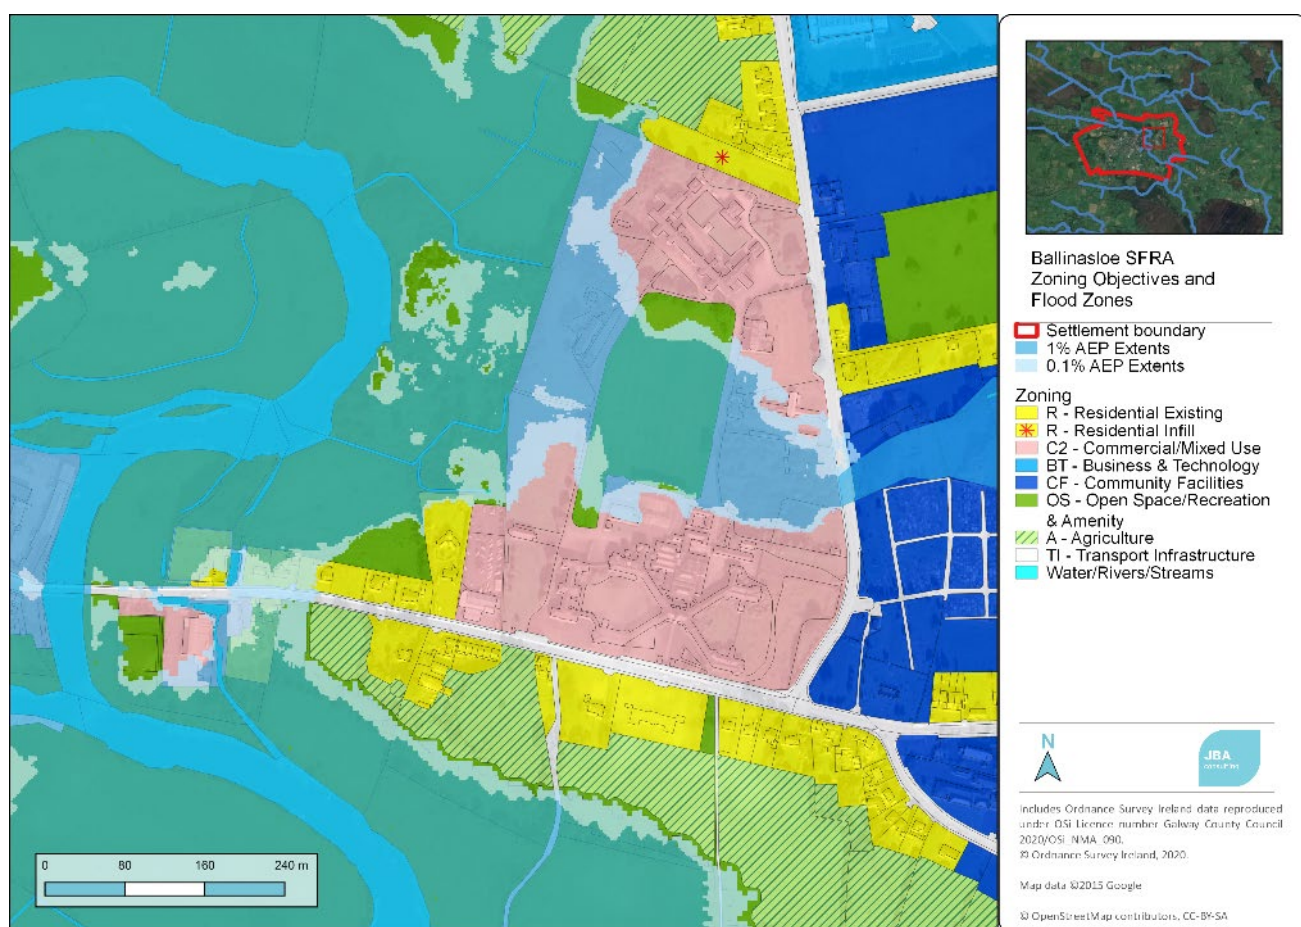 Ballinasloe SFRA
Zoning Objectives and
Flood Zones
Settlement boundary
1% AEP Extents
0.1% AEP Extents
Zoning
R - Residential Existing
R - Residential Infill
C2 - Commercial/Mixed Use
BT - Business & Technology
CF - Community Facilities
OS - Open Space/Recreation
& Amenity
A - Agriculture
TI - Transport Infrastructure
Water/Rivers/Streams
N
JBA
consulting
Includes Ordnance Survey Ireland data reproduced
under OSi Licence number Galway County Council
2020/OSi_NMA_090.
© Ordnance Survey Ireland, 2020.
Map data ©2015 Google
© OpenStreetMap contributors, CC-BY-SA
0 80 160 240 m